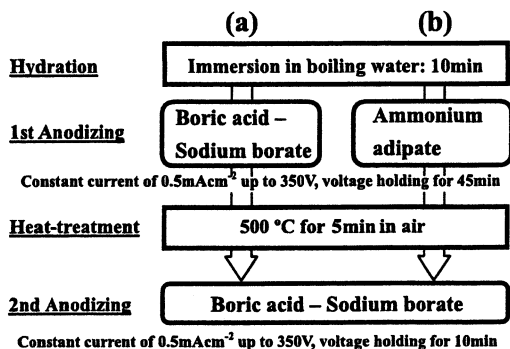 (a) (b)
Hydration Immersion in boiling water: 10min
1st Anodizing
Boric acid –
Sodium borate
Ammonium
adipate
Constant current of 0.5mAcm⁻² up to 350V, voltage holding for 45min
Heat-treatment 500 °C for 5min in air
2nd Anodizing Boric acid – Sodium borate
Constant current of 0.5mAcm⁻² up to 350V, voltage holding for 10min